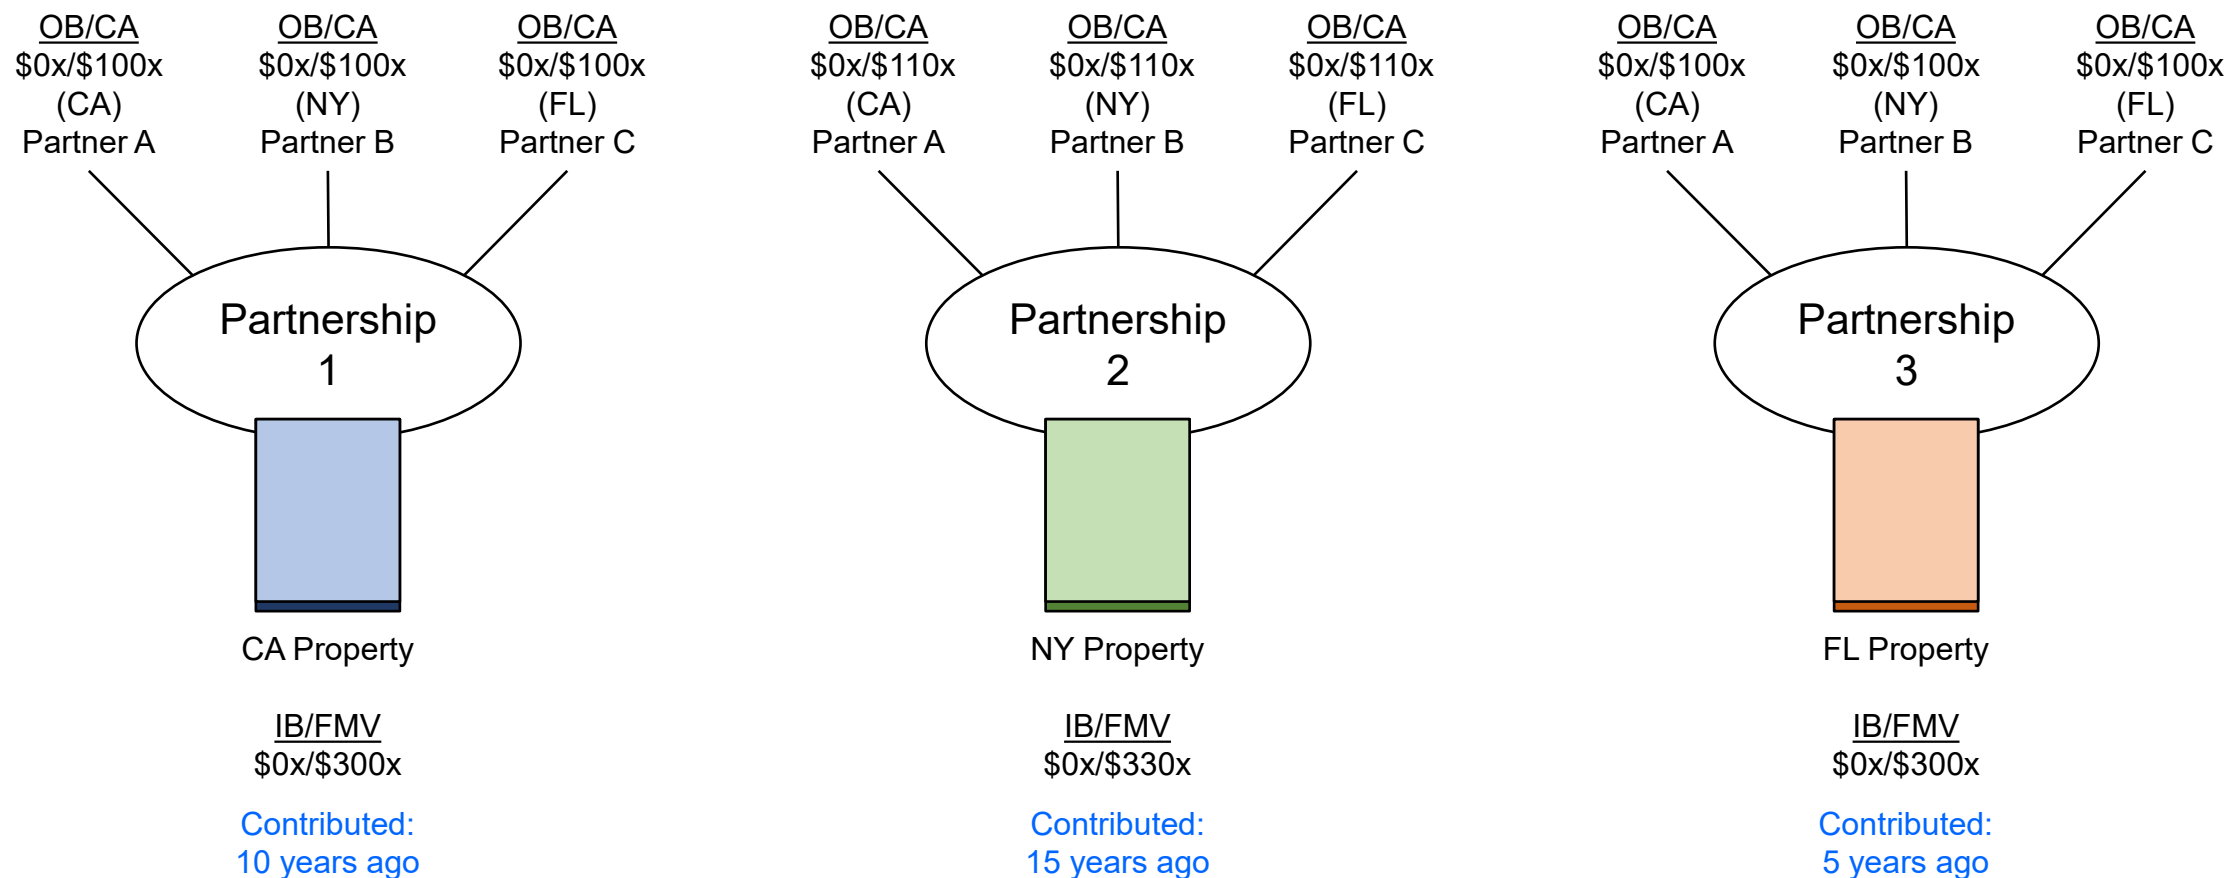 OB/CA
$0x/$100x
(CA)
Partner A
OB/CA
$0x/$100x
(NY)
Partner B
OB/CA
$0x/$100x
(FL)
Partner C
Partnership
1
CA Property
IB/FMV
$0x/$300x
Contributed:
10 years ago
OB/CA
$0x/$110x
(CA)
Partner A
OB/CA
$0x/$110x
(NY)
Partner B
OB/CA
$0x/$110x
(FL)
Partner C
Partnership
2
NY Property
IB/FMV
$0x/$330x
Contributed:
15 years ago
OB/CA
$0x/$100x
(CA)
Partner A
OB/CA
$0x/$100x
(NY)
Partner B
OB/CA
$0x/$100x
(FL)
Partner C
Partnership
3
FL Property
IB/FMV
$0x/$300x
Contributed:
5 years ago